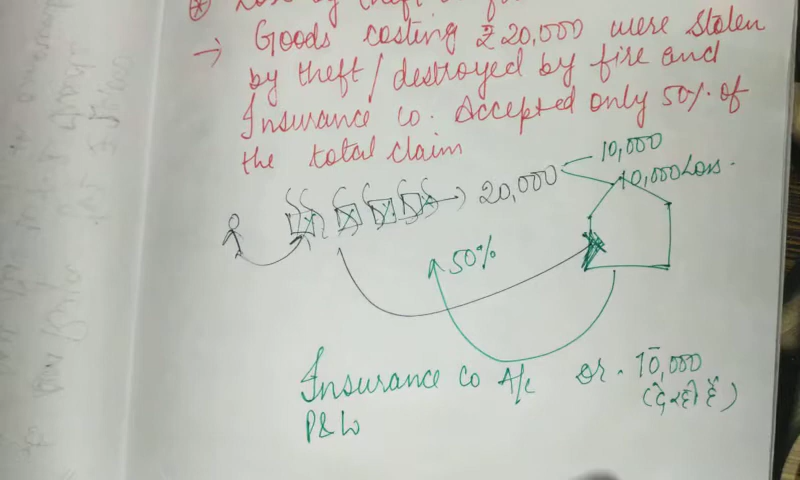 → Goods costing ₹ 20,000 were stolen
by theft / destroyed by fire and
Insurance Co. Accepted only 50% of
the total claim
20,000
10,000
10,000 Loss.
50%
Insurance Co A/c Dr. 10,000
P&L